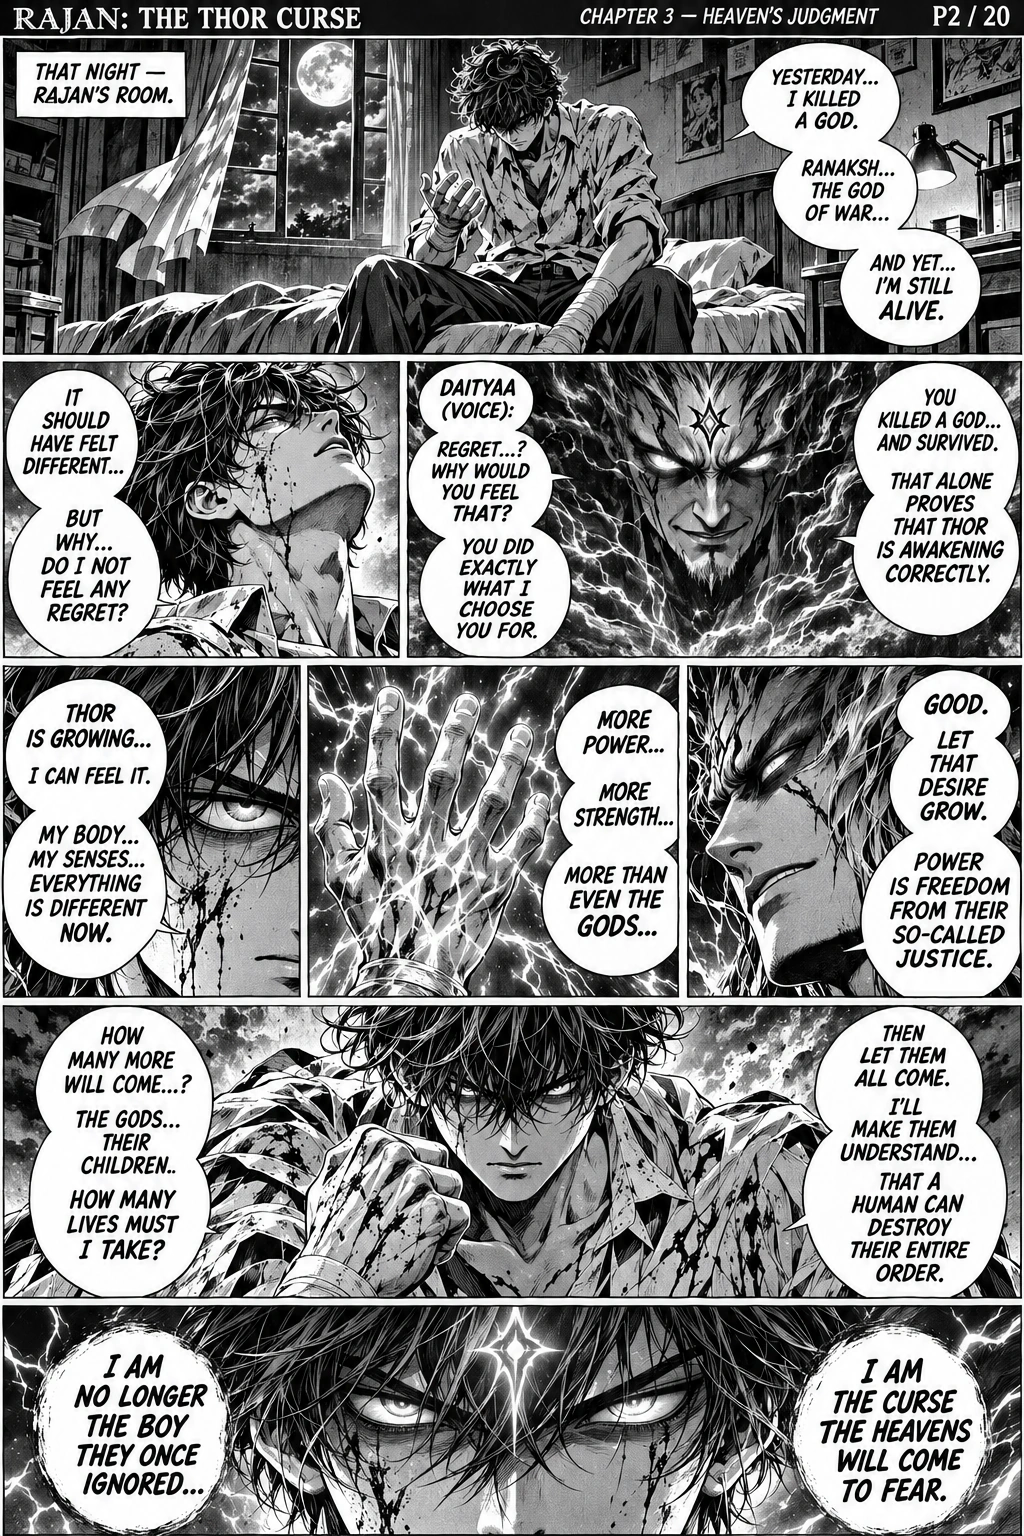 RAJAN: THE THOR CURSE
CHAPTER 3 — HEAVEN'S JUDGMENT
P2 / 20
THAT NIGHT —
RAJAN'S ROOM.
YESTERDAY...
I KILLED
A GOD.
RANAKSH...
THE GOD
OF WAR...
AND YET...
I'M STILL
ALIVE.
IT
SHOULD
HAVE FELT
DIFFERENT...
BUT
WHY...
DO I NOT
FEEL ANY
REGRET?
DAITYAA
(VOICE):
REGRET...?
WHY WOULD
YOU FEEL
THAT?
YOU DID
EXACTLY
WHAT I
CHOOSE
YOU FOR.
YOU
KILLED A GOD...
AND SURVIVED.
THAT ALONE
PROVES
THAT THOR
IS AWAKENING
CORRECTLY.
THOR
IS GROWING...
I CAN FEEL IT.
MY BODY...
MY SENSES...
EVERYTHING
IS DIFFERENT
NOW.
MORE
POWER...
MORE
STRENGTH...
MORE THAN
EVEN THE
GODS...
GOOD.
LET
THAT
DESIRE
GROW.
POWER
IS FREEDOM
FROM THEIR
SO-CALLED
JUSTICE.
HOW
MANY MORE
WILL COME...?
THE GODS...
THEIR
CHILDREN..
HOW MANY
LIVES MUST
I TAKE?
THEN
LET THEM
ALL COME.
I'LL
MAKE THEM
UNDERSTAND...
THAT A
HUMAN CAN
DESTROY
THEIR ENTIRE
ORDER.
I AM
NO LONGER
THE BOY
THEY ONCE
IGNORED...
I AM
THE CURSE
THE HEAVENS
WILL COME
TO FEAR.